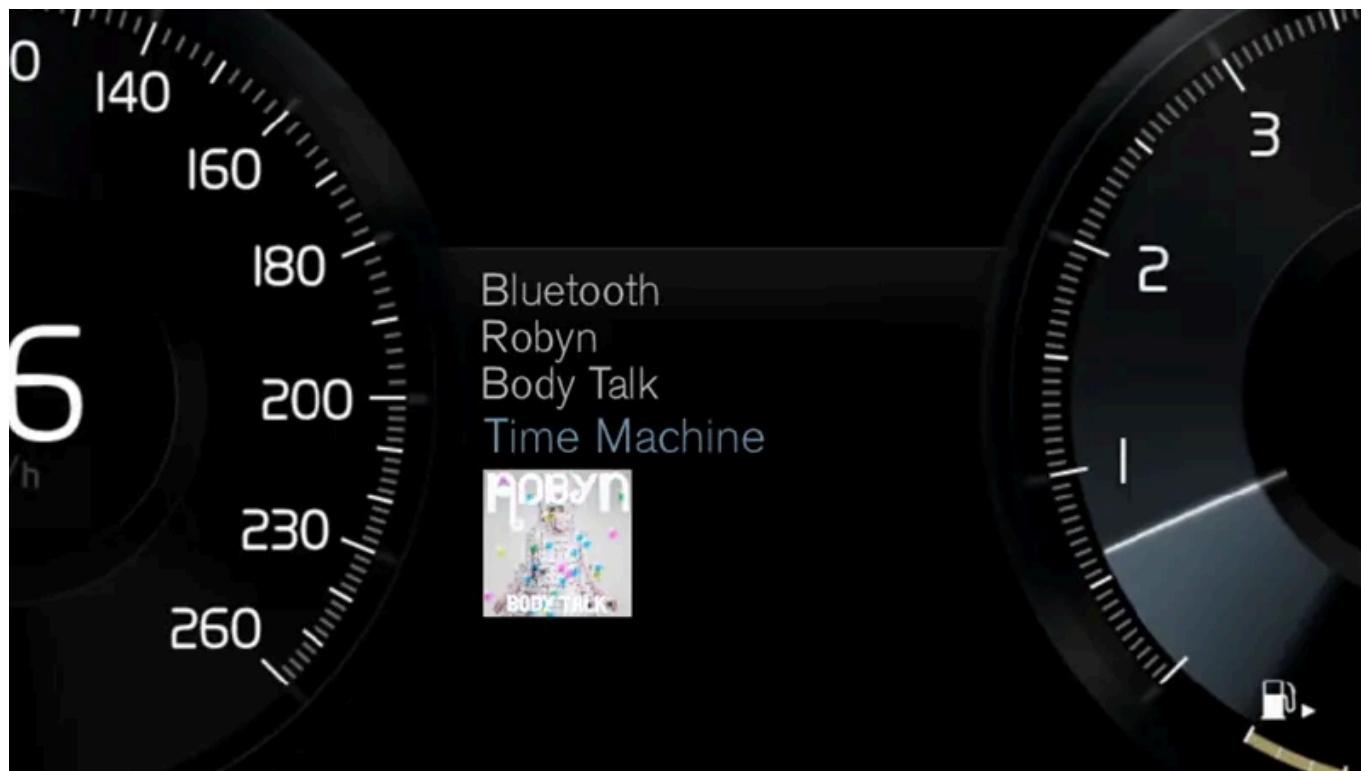 0
140
160
180
200
230
260
6
/h
Bluetooth
Robyn
Body Talk
Time Machine
ROBYN
BODY TALK
3
2
1